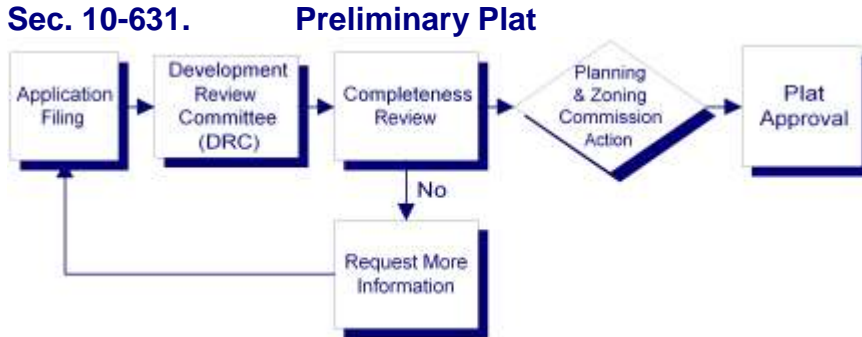 Sec. 10-631. Preliminary Plat
Application
Filing
Development
Review
Committee
(DRC)
Completeness
Review
Planning
& Zoning
Commission
Action
Plat
Approval
No
Request More
Information